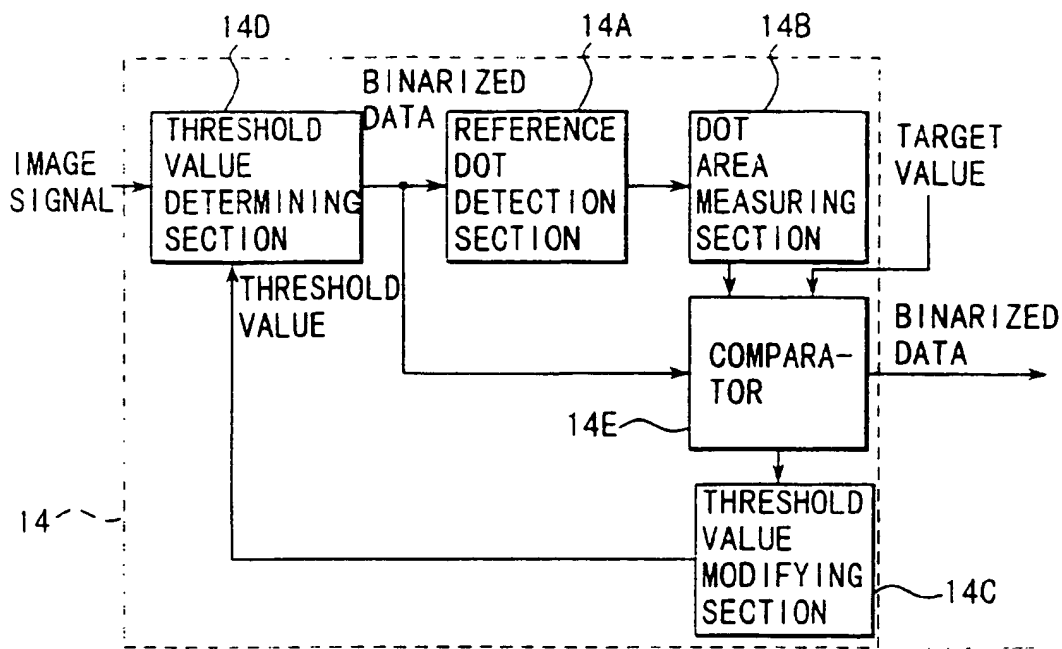 14D
14A
14B
BINARIZED
DATA
IMAGE
SIGNAL
THRESHOLD
VALUE
DETERMINING
SECTION
REFERENCE
DOT
DETECTION
SECTION
DOT
AREA
MEASURING
SECTION
TARGET
VALUE
THRESHOLD
VALUE
COMPARA-
TOR
BINARIZED
DATA
14E
14
THRESHOLD
VALUE
MODIFYING
SECTION
14C